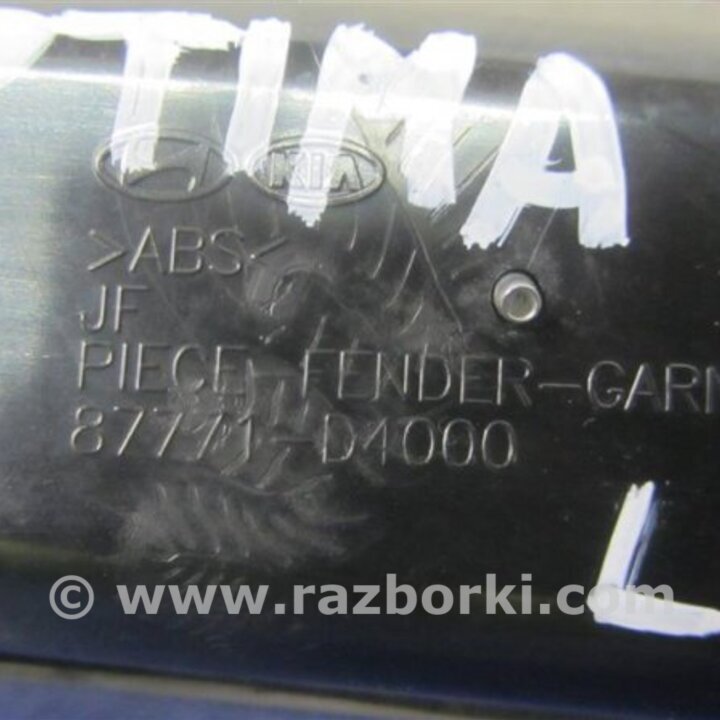 TIMA
KIA
>ABS<
JF
PIECE-FENDER-GARN
87771-D4000
L
© www.razborki.com